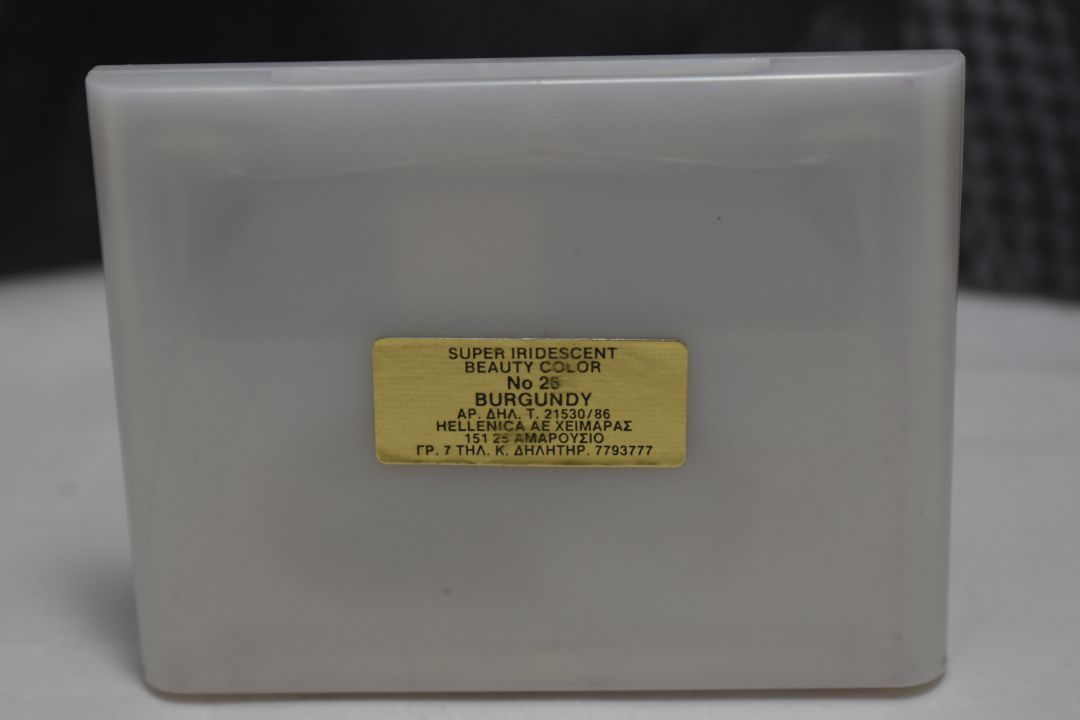 SUPER IRIDESCENT
BEAUTY COLOR
No 26
BURGUNDY
ΑΡ. ΔΗΛ. Τ. 21530/86
HELLENICA ΑΕ ΧΕΙΜΑΡΑΣ
151 25 ΑΜΑΡΟΥΣΙΟ
ΓΡ. 7 ΤΗΛ. Κ. ΔΗΛΗΤΗΡ. 7793777